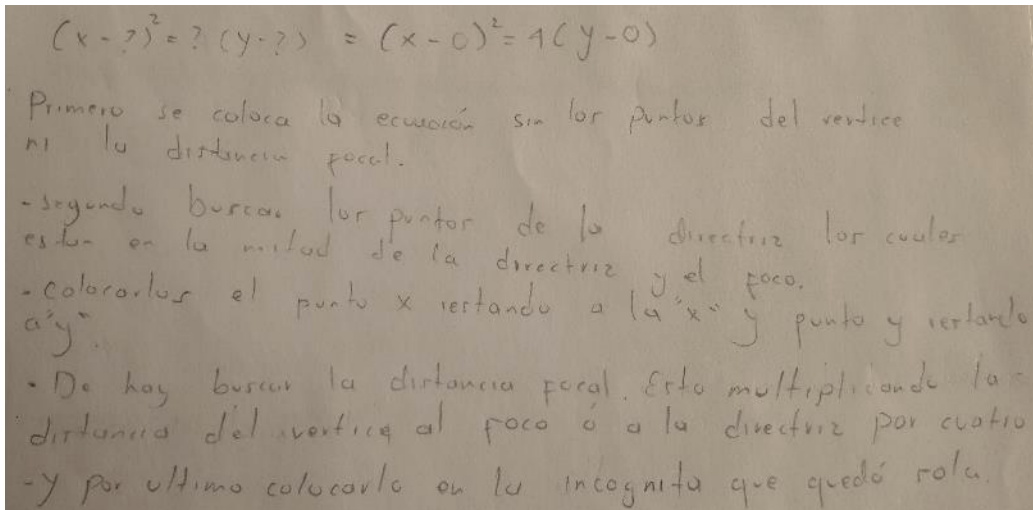 (x - ?)² = ? (y - ?) = (x - 0)² = 4(y - 0)
Primero se coloca la ecuación sin los puntos del vertice
ni la distancia focal.
- segundo buscar los puntos de la directriz los cuales
estan en la mitad de la directriz y el foco.
- Colocarlos el punto x restando a la "x" y punto y restando
a "y".
- De hay buscar la distancia focal. Esto multiplicando la
distancia del vertice al foco ó a la directriz por cuatro
- y por ultimo colocarlo en la incognita que quedó sola.